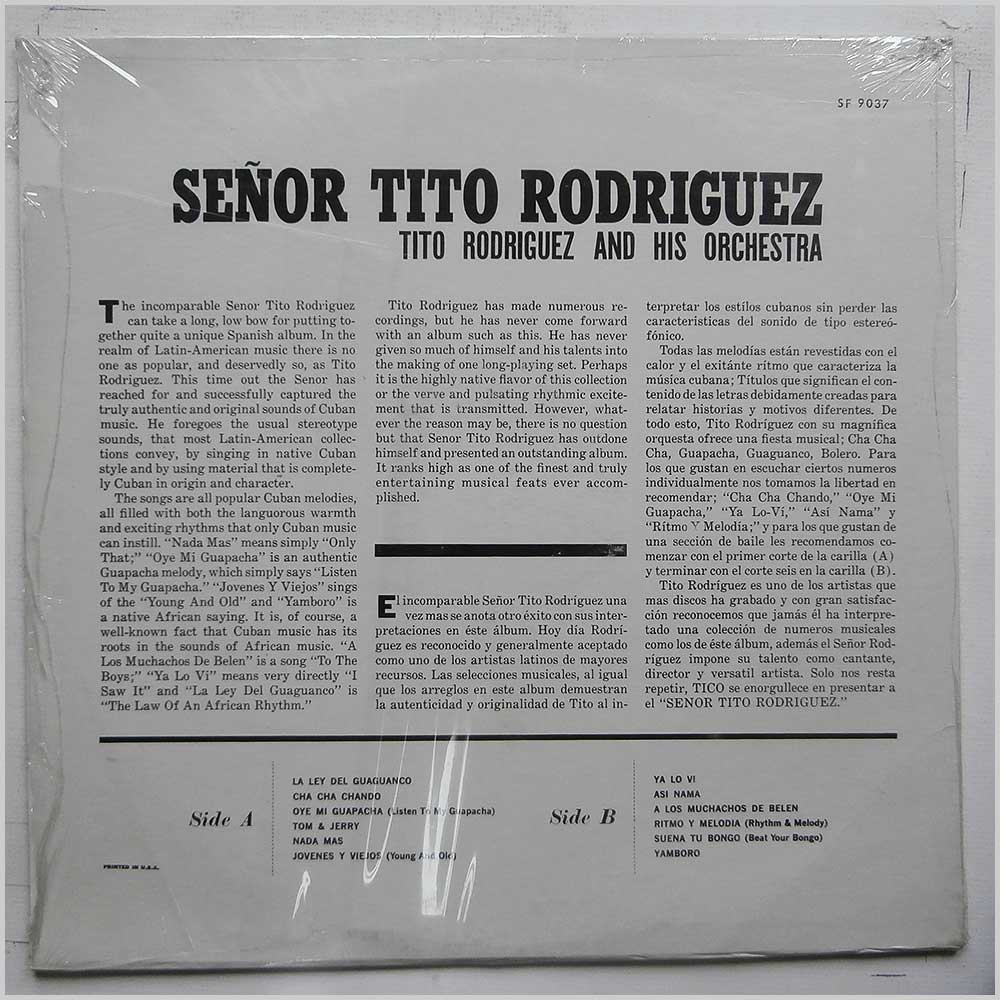 SF 9037
SEÑOR TITO RODRIGUEZ
TITO RODRIGUEZ AND HIS ORCHESTRA
The incomparable Senor Tito Rodriguez
can take a long, low bow for putting to-
gether quite a unique Spanish album. In the
realm of Latin-American music there is no
one as popular, and deservedly so, as Tito
Rodriguez. This time out the Senor has
reached for and successfully captured the
truly authentic and original sounds of Cuban
music. He foregoes the usual stereotype
sounds, that most Latin-American collec-
tions convey, by singing in native Cuban
style and by using material that is complete-
ly Cuban in origin and character.
The songs are all popular Cuban melodies,
all filled with both the languorous warmth
and exciting rhythms that only Cuban music
can instill. “Nada Mas” means simply “Only
That;” “Oye Mi Guapacha” is an authentic
Guapacha melody, which simply says “Listen
To My Guapacha.” “Jovenes Y Viejos” sings
of the “Young And Old” and “Yamboro” is
a native African saying. It is, of course, a
well-known fact that Cuban music has its
roots in the sounds of African music. “A
Los Muchachos De Belen” is a song “To The
Boys;” “Ya Lo Vi” means very directly “I
Saw It” and “La Ley Del Guaguanco” is
“The Law Of An African Rhythm.”
Tito Rodriguez has made numerous re-
cordings, but he has never come forward
with an album such as this. He has never
given so much of himself and his talents into
the making of one long-playing set. Perhaps
it is the highly native flavor of this collection
or the verve and pulsating rhythmic excite-
ment that is transmitted. However, what-
ever the reason may be, there is no question
but that Senor Tito Rodriguez has outdone
himself and presented an outstanding album.
It ranks high as one of the finest and truly
entertaining musical feats ever accom-
plished.
El incomparable Señor Tito Rodríguez una
vez mas se anota otro éxito con sus inter-
pretaciones en éste álbum. Hoy día Rodrí-
guez es reconocido y generalmente aceptado
como uno de los artistas latinos de mayores
recursos. Las selecciones musicales, al igual
que los arreglos en este album demuestran
la autenticidad y originalidad de Tito al in-
terpretar los estílos cubanos sin perder las
caracteristicas del sonido de tipo estereó-
fónico.
Todas las melodías están revestidas con el
calor y el exitánte rítmo que caracteriza la
música cubana; Títulos que significan el con-
tenido de las letras debidamente creadas para
relatar historias y motivos diferentes. De
todo esto, Tito Rodríguez con su magnífica
orquesta ofrece una fiesta musical; Cha Cha
Cha, Guapacha, Guaguanco, Bolero. Para
los que gustan en escuchar ciertos numeros
individualmente nos tomamos la libertad en
recomendar; “Cha Cha Chando,” “Oye Mi
Guapacha,” “Ya Lo-Ví,” “Así Nama” y
“Rítmo Y Melodía;” y para los que gustan de
una sección de baile les recomendamos co-
menzar con el primer corte de la carilla (A)
y terminar con el corte seis en la carilla (B).
Tito Rodríguez es uno de los artistas que
mas discos ha grabado y con gran satisfac-
ción reconocemos que jamás él ha interpre-
tado una colección de numeros musicales
como los de éste álbum, además el Señor Rod-
ríguez impone su talento como cantante,
director y versatil artista. Solo nos resta
repetir, TICO se enorgullece en presentar a
el “SENOR TITO RODRIGUEZ.”
Side A
LA LEY DEL GUAGUANCO
CHA CHA CHANDO
OYE MI GUAPACHA (Listen To My Guapacha)
TOM & JERRY
NADA MAS
JOVENES Y VIEJOS (Young And Old)
Side B
YA LO VI
ASI NAMA
A LOS MUCHACHOS DE BELEN
RITMO Y MELODIA (Rhythm & Melody)
SUENA TU BONGO (Beat Your Bongo)
YAMBORO
PRINTED IN U.S.A.